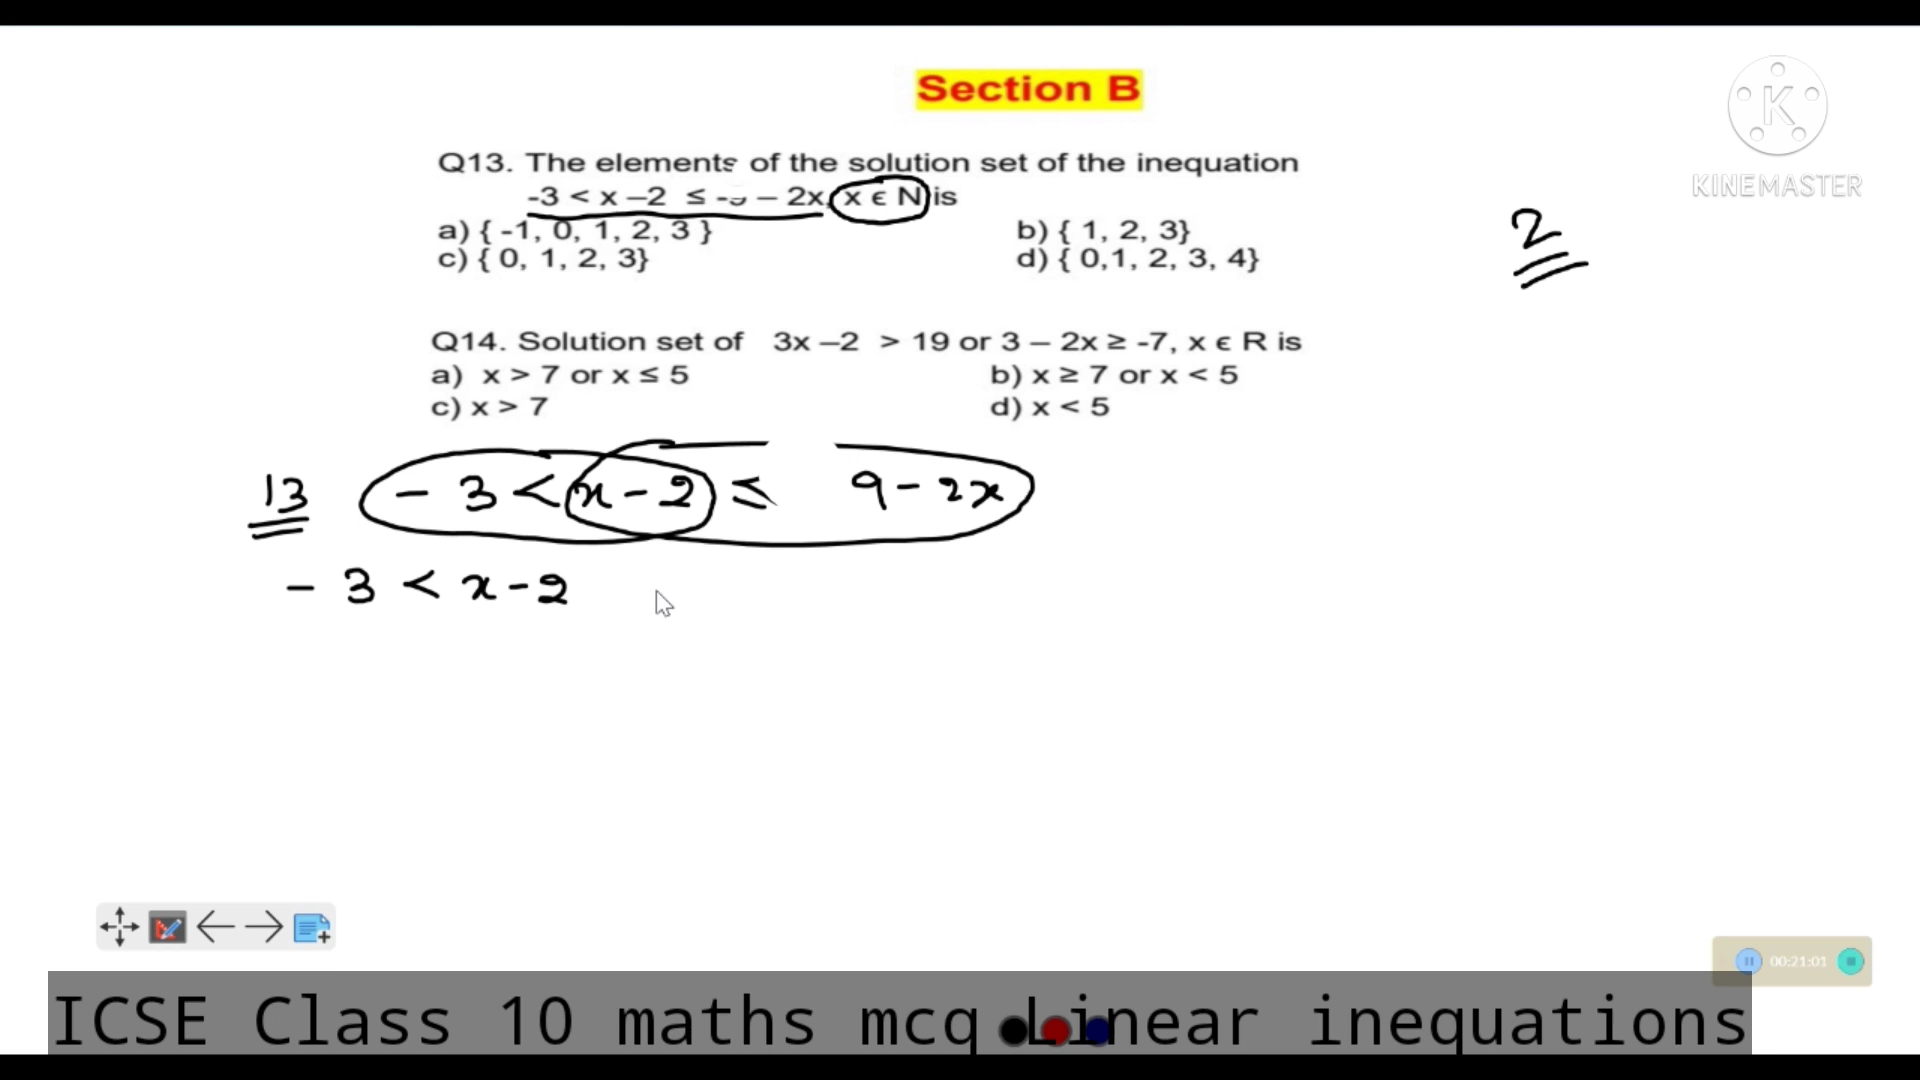 Section B
KINEMASTER
Q13. The elements of the solution set of the inequation
-3 < x –2 ≤ - – 2x, x ϵ N is
a) { -1, 0, 1, 2, 3 }
b) { 1, 2, 3}
c) { 0, 1, 2, 3}
d) { 0,1, 2, 3, 4}
2
Q14. Solution set of 3x –2 > 19 or 3 – 2x ≥ -7, x ϵ R is
a) x > 7 or x ≤ 5
b) x ≥ 7 or x < 5
c) x > 7
d) x < 5
13 - 3 < x - 2 ≤ 9 - 2x
- 3 < x - 2
00:21:01
ICSE Class 10 maths mcq Linear inequations